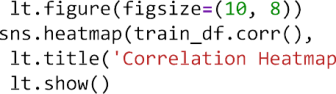 lt.figure(figsize=(10, 8))
sns.heatmap(train_df.corr(),
lt.title('Correlation Heatmap
lt.show()